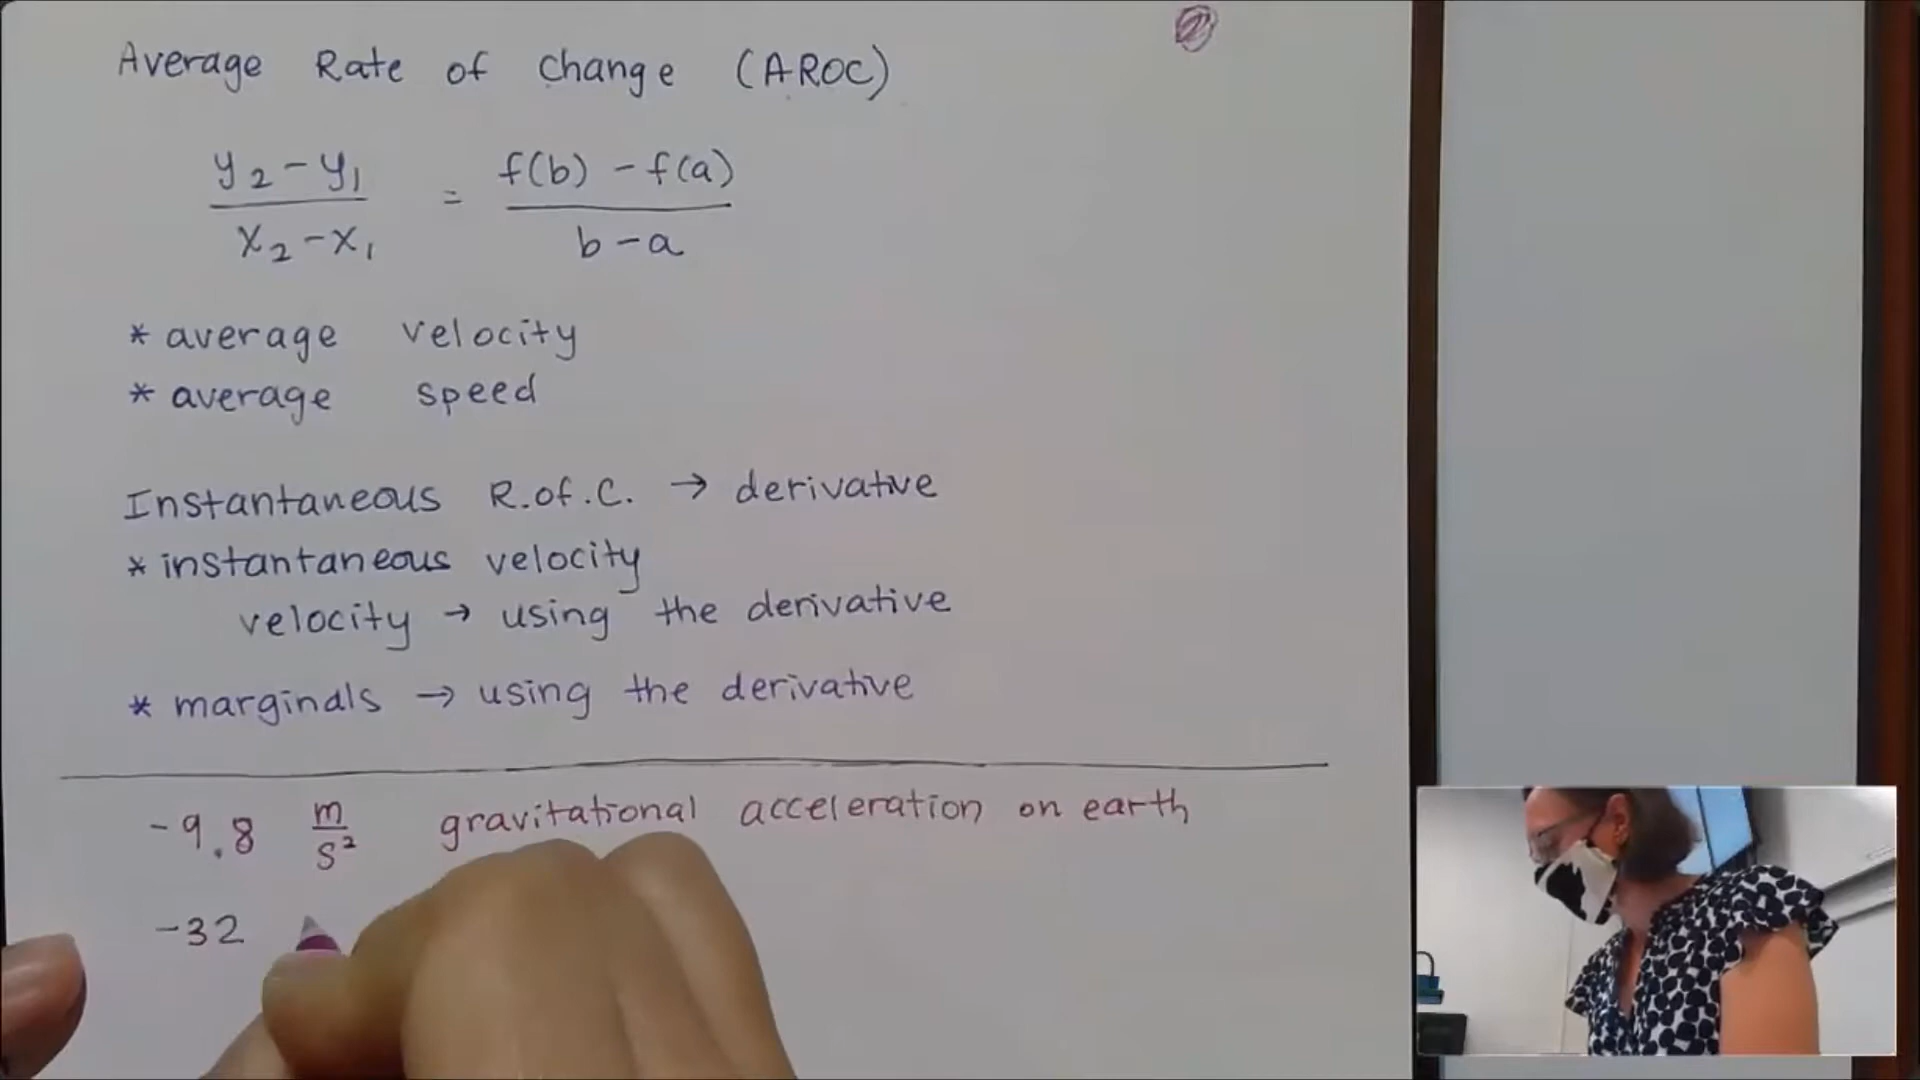 Average Rate of Change (AROC)
y₂-y₁ / x₂-x₁ = f(b) - f(a) / b-a
* average velocity
* average speed
Instantaneous R.of.C. → derivative
* instantaneous velocity
velocity → using the derivative
* marginals → using the derivative
-9.8 m/s² gravitational acceleration on earth
-32